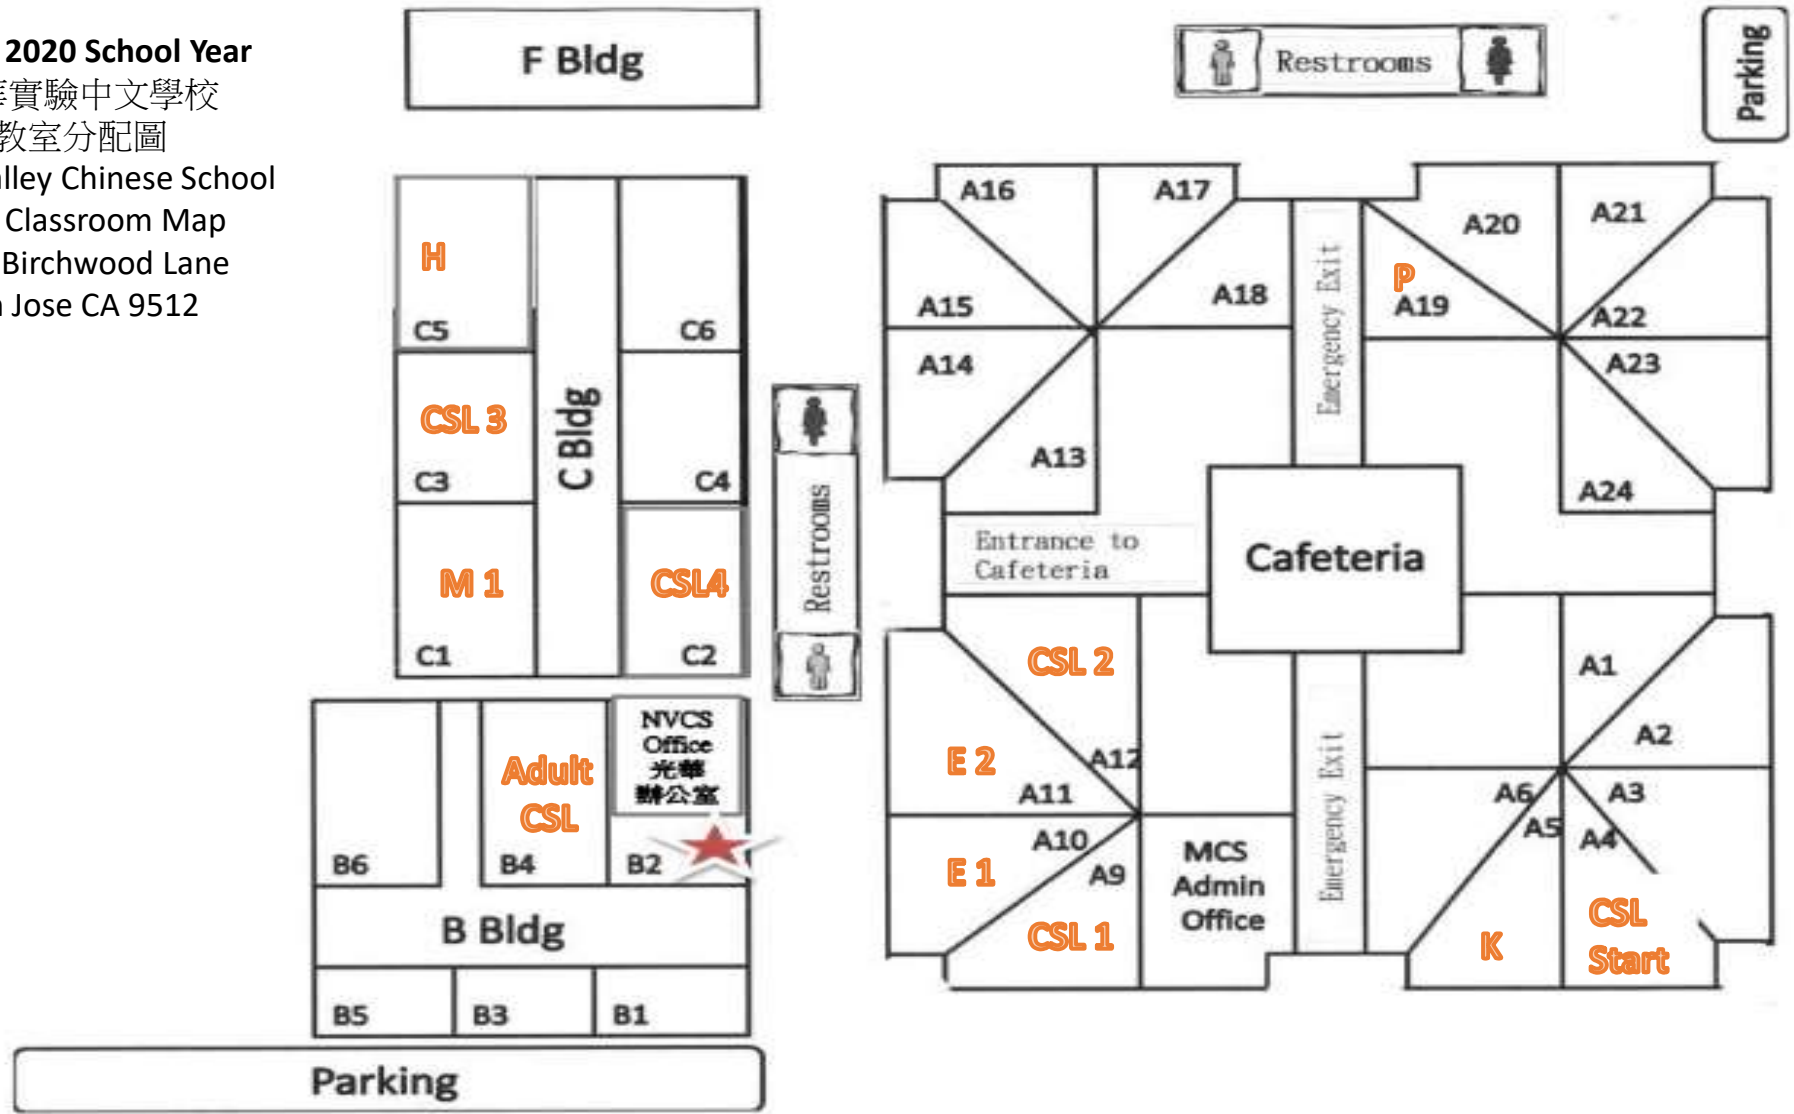 2020 School Year
華實驗中文學校
教室分配圖
alley Chinese School
Classroom Map
Birchwood Lane
n Jose CA 9512
F Bldg
Restrooms
Parking
H
C5
C6
CSL 3
C3
C4
C Bldg
M 1
C1
CSL4
C2
Restrooms
B6
Adult
CSL
B4
NVCS
Office
光華
辦公室
B2
B Bldg
B5
B3
B1
Parking
A16
A17
A15
A18
A14
A13
Emergency Exit
P
A19
A20
A21
A22
A23
A24
Entrance to
Cafeteria
Cafeteria
CSL 2
A12
E 2
A11
A10
E 1
A9
CSL 1
MCS
Admin
Office
Emergency Exit
A1
A2
A6
A3
A5
A4
K
CSL
Start